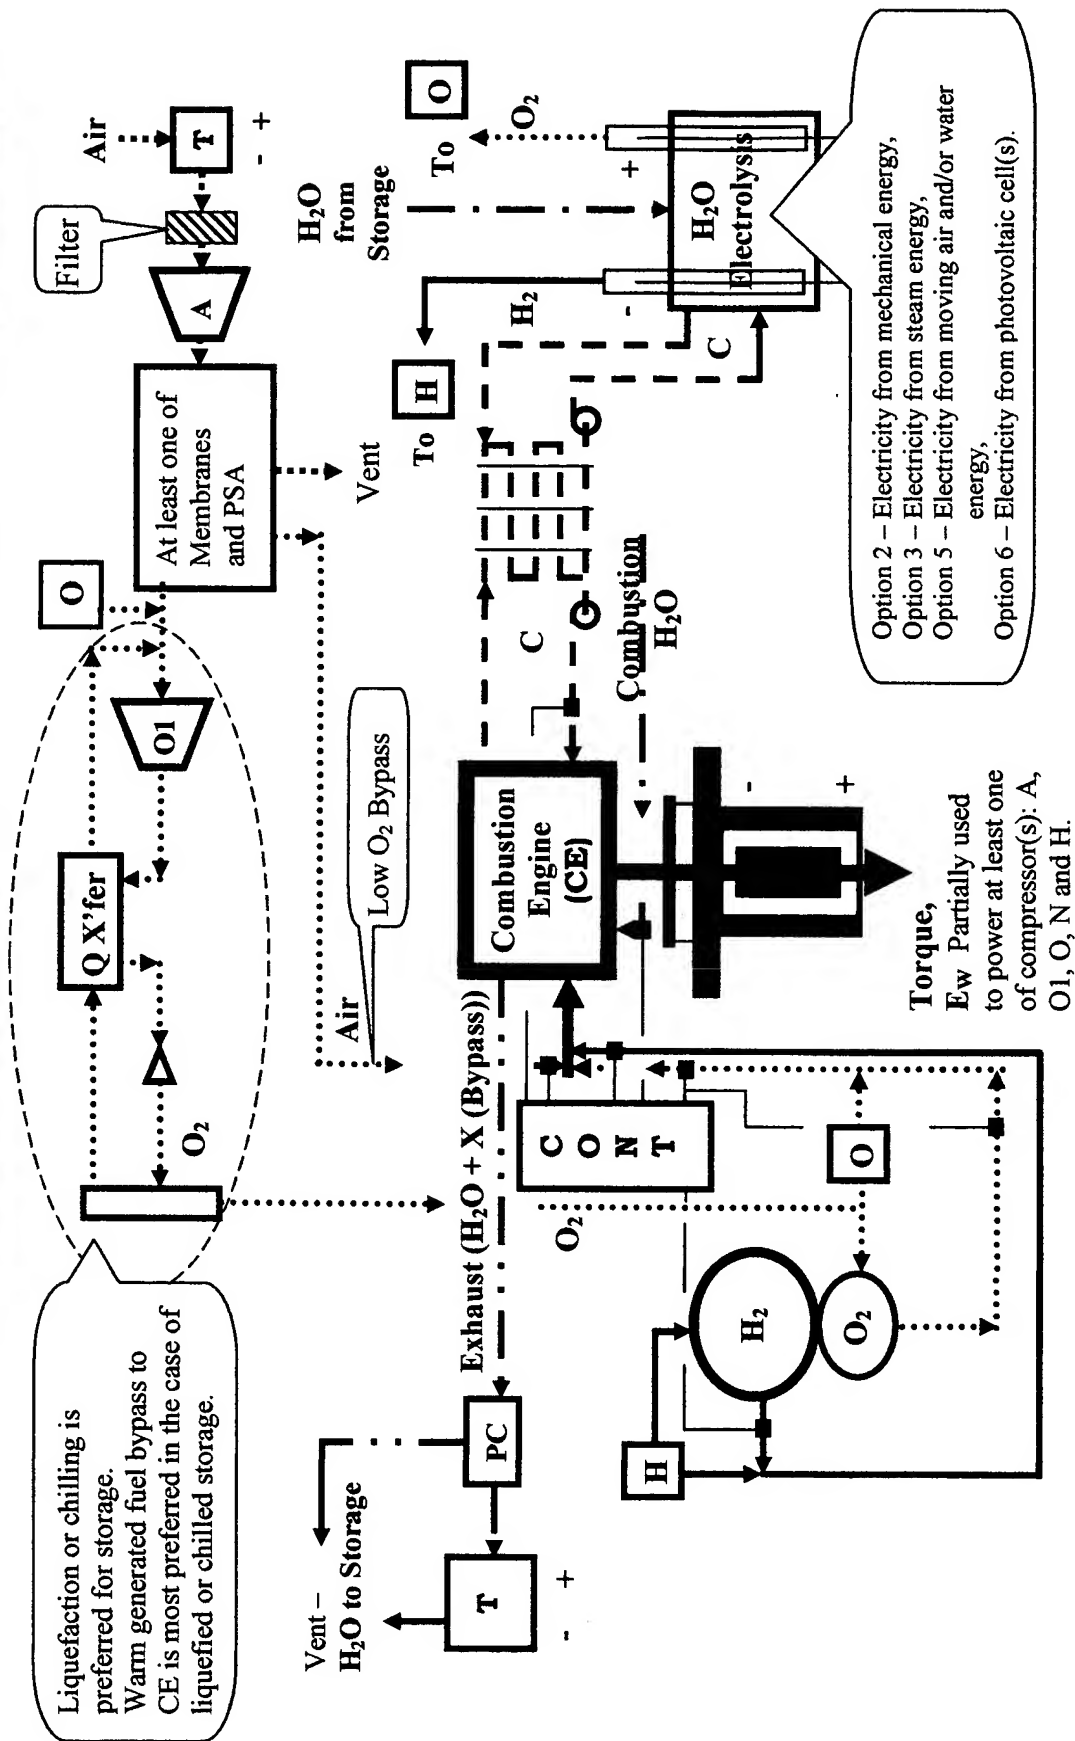 Liquefaction or chilling is
preferred for storage.
Warm generated fuel bypass to
CE is most preferred in the case of
liquefied or chilled storage.
O₂
Q X'fer
O1
O
At least one of
Membranes
and PSA
Vent
A
Filter
Air
T
- +
Air
Low O₂ Bypass
Vent –
H₂O to Storage
T
- +
PC
Exhaust (H₂O + X (Bypass))
Combustion
Engine
(CE)
C
C
To
H
H₂
H₂O
from
Storage
To
O
O₂
-
+
H₂O
Electrolysis
Combustion
H₂O
O₂
C
O
N
T
H
H₂
O₂
O
-
+
Torque,
Ew Partially used
to power at least one
of compressor(s): A,
O1, O, N and H.
Option 2 – Electricity from mechanical energy,
Option 3 – Electricity from steam energy,
Option 5 – Electricity from moving air and/or water
energy,
Option 6 – Electricity from photovoltaic cell(s).